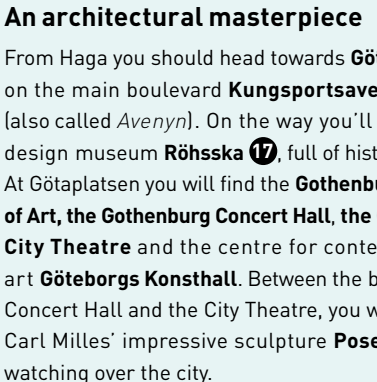 An architectural masterpiece
From Haga you should head towards Göt
on the main boulevard Kungsportsave
(also called Avenyn). On the way you'll
design museum Röhsska 17, full of hist
At Götaplatsen you will find the Gothenbu
of Art, the Gothenburg Concert Hall, the
City Theatre and the centre for conte
art Göteborgs Konsthall. Between the b
Concert Hall and the City Theatre, you w
Carl Milles' impressive sculpture Pose
watching over the city.